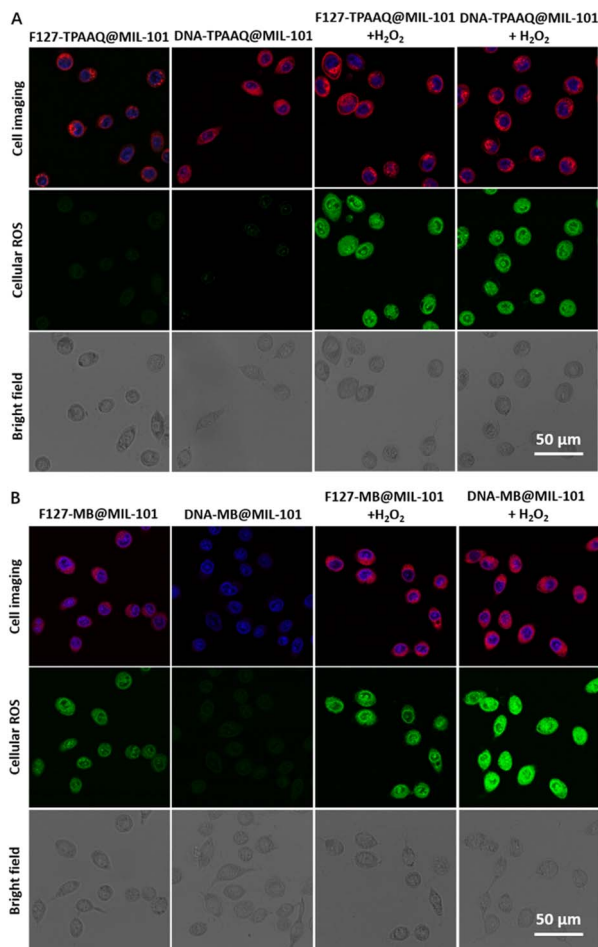 A
F127-TPAAQ@MIL-101
DNA-TPAAQ@MIL-101
F127-TPAAQ@MIL-101
+H₂O₂
DNA-TPAAQ@MIL-101
+ H₂O₂
Cell imaging
Cellular ROS
Bright field
50 μm
B
F127-MB@MIL-101
DNA-MB@MIL-101
F127-MB@MIL-101
+H₂O₂
DNA-MB@MIL-101
+ H₂O₂
Cell imaging
Cellular ROS
Bright field
50 μm